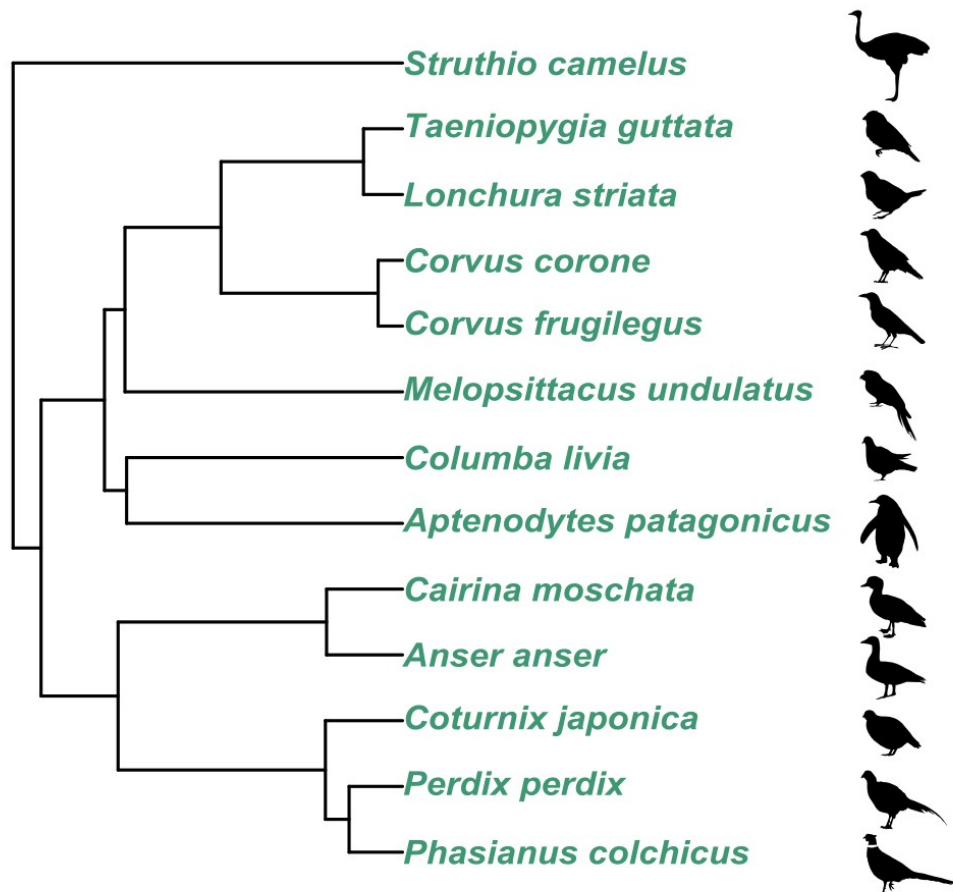 Struthio camelus
Taeniopygia guttata
Lonchura striata
Corvus corone
Corvus frugilegus
Melopsittacus undulatus
Columba livia
Aptenodytes patagonicus
Cairina moschata
Anser anser
Coturnix japonica
Perdix perdix
Phasianus colchicus